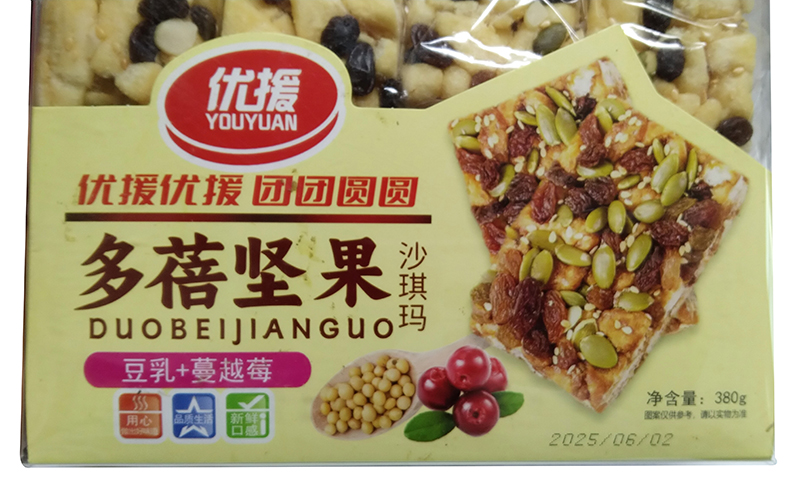 优援
YOUYUAN
优援优援 团团圆圆
多蓓坚果
沙琪玛
DUOBEIJIANGUO
豆乳+蔓越莓
用心
品质生活
新鲜
口感
净含量：380g
图案仅供参考，请以实物为准
2025/06/02